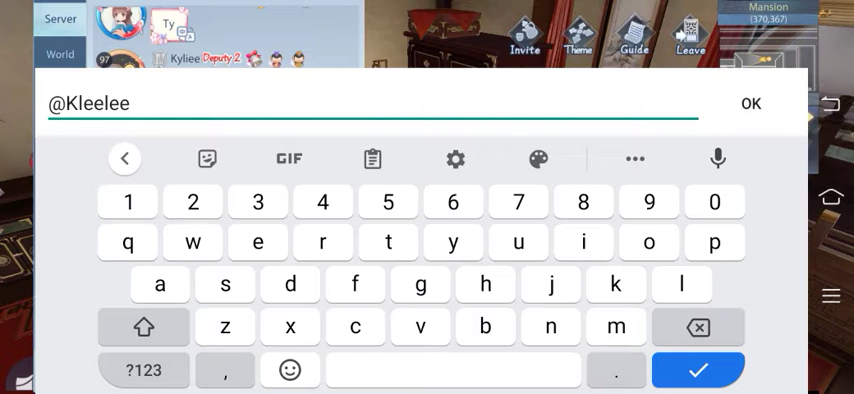 Server
Ty
World
97
Kyliee Deputy 2
Invite
Theme
Guide
Leave
Mansion
(370,367)
@Kleelee
OK
GIF
1 2 3 4 5 6 7 8 9 0
q w e r t y u i o p
a s d f g h j k l
z x c v b n m
?123 , .